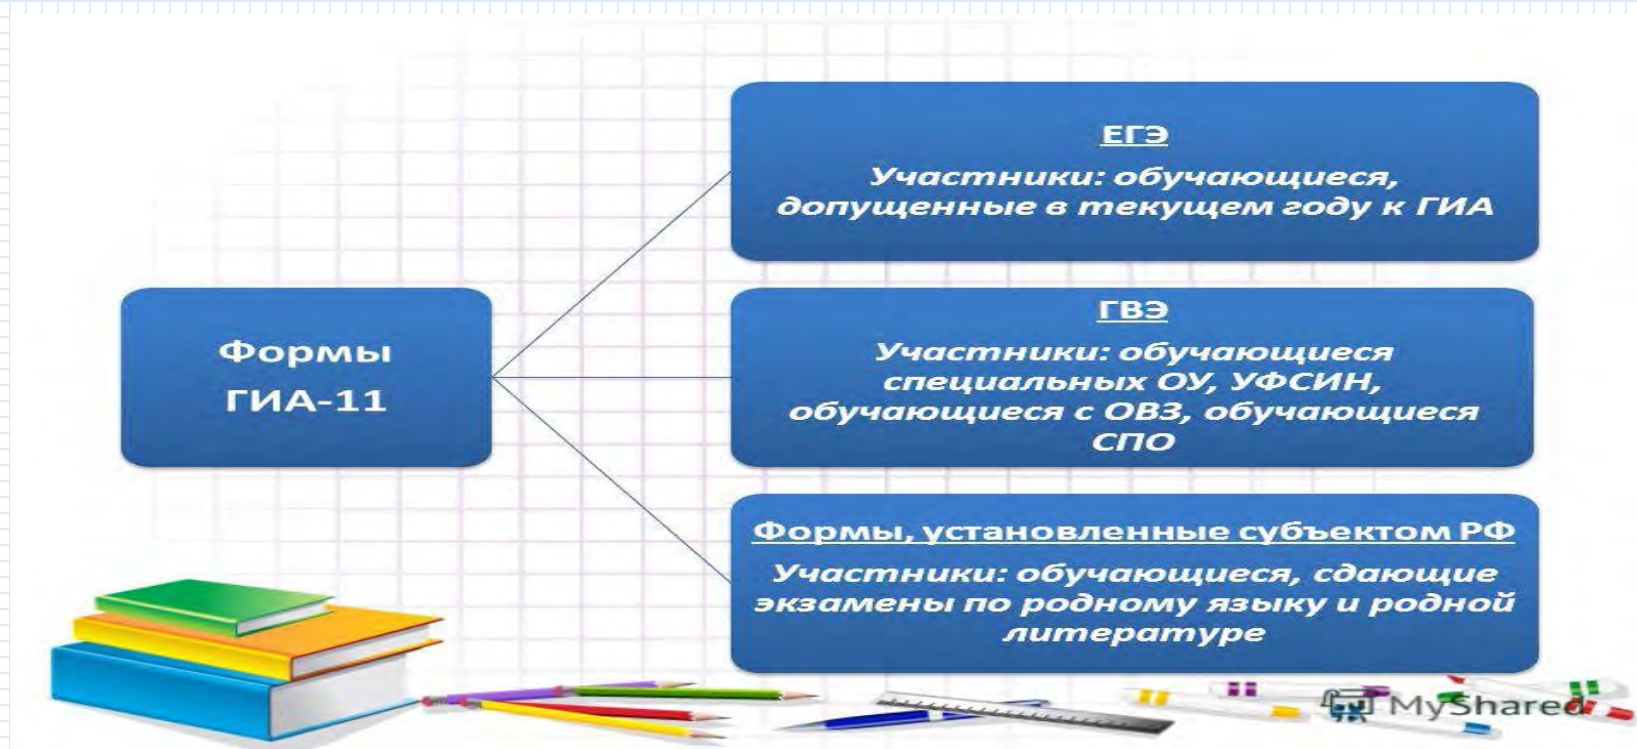 Формы
ГИА-11
ЕГЭ
Участники: обучающиеся,
допущенные в текущем году к ГИА
ГВЭ
Участники: обучающиеся
специальных ОУ, УФСИН,
обучающиеся с ОВЗ, обучающиеся
СПО
Формы, установленные субъектом РФ
Участники: обучающиеся, сдающие
экзамены по родному языку и родной
литературе
MyShared